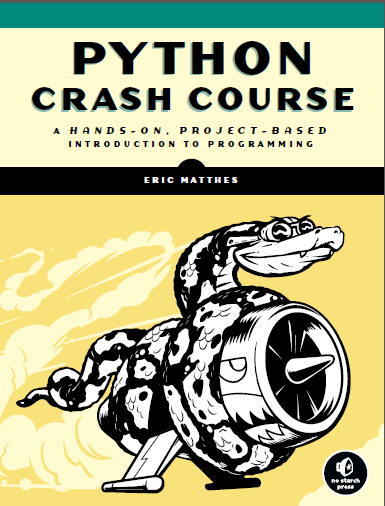 PYTHON
CRASH COURSE
A HANDS-ON, PROJECT-BASED
INTRODUCTION TO PROGRAMMING
ERIC MATTHES
no starch
press